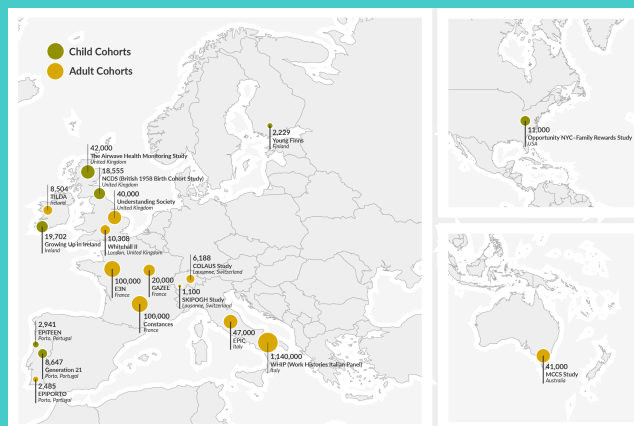 Child Cohorts
Adult Cohorts
2,229
Young Finns
Finland
42,000
The Airwave Health Monitoring Study
United Kingdom
18,555
NCDS (British 1958 Birth Cohort Study)
United Kingdom
8,504
TILDA
Ireland
40,000
Understanding Society
United Kingdom
19,702
Growing Up in Ireland
Ireland
10,308
Whitehall II
London, United Kingdom
6,188
COLAUS Study
Lausanne, Switzerland
100,000
E3N
France
20,000
GAZEL
France
1,100
SKIPOGH Study
Lausanne, Switzerland
100,000
Constances
France
47,000
EPIC
Italy
1,140,000
WHIP (Work Histories Italian Panel)
Italy
2,941
EPITEEN
Porto, Portugal
8,647
Generation 21
Porto, Portugal
2,485
EPIPORTO
Porto, Portugal
11,000
Opportunity NYC–Family Rewards Study
USA
41,000
MCCS Study
Australia